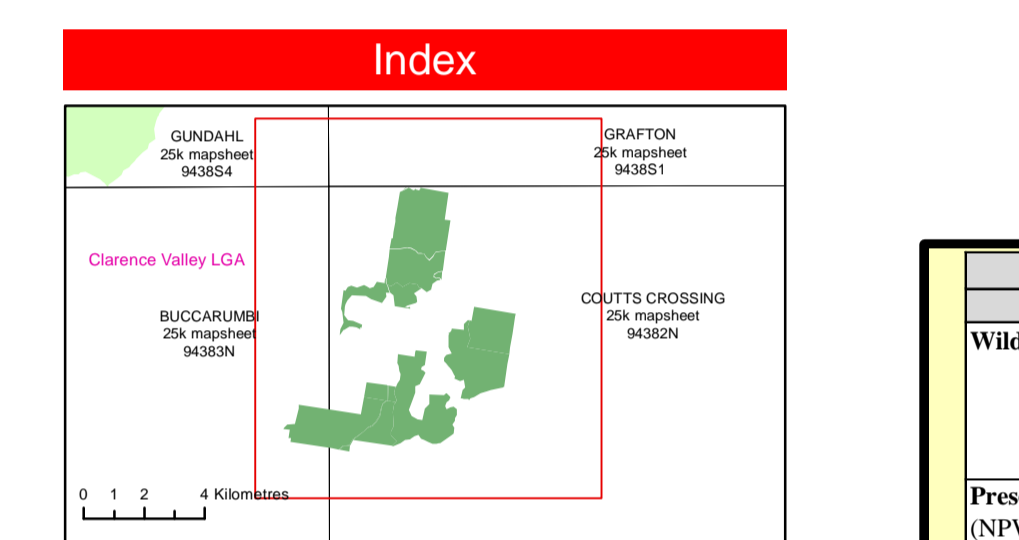 Index
GUNDAHL
25k mapsheet
9438S4
GRAFTON
25k mapsheet
9438S1
Clarence Valley LGA
BUCCARUMBI
25k mapsheet
94383N
COUTTS CROSSING
25k mapsheet
94382N
0 1 2 4 Kilometres
Wild
Pres
(NPV